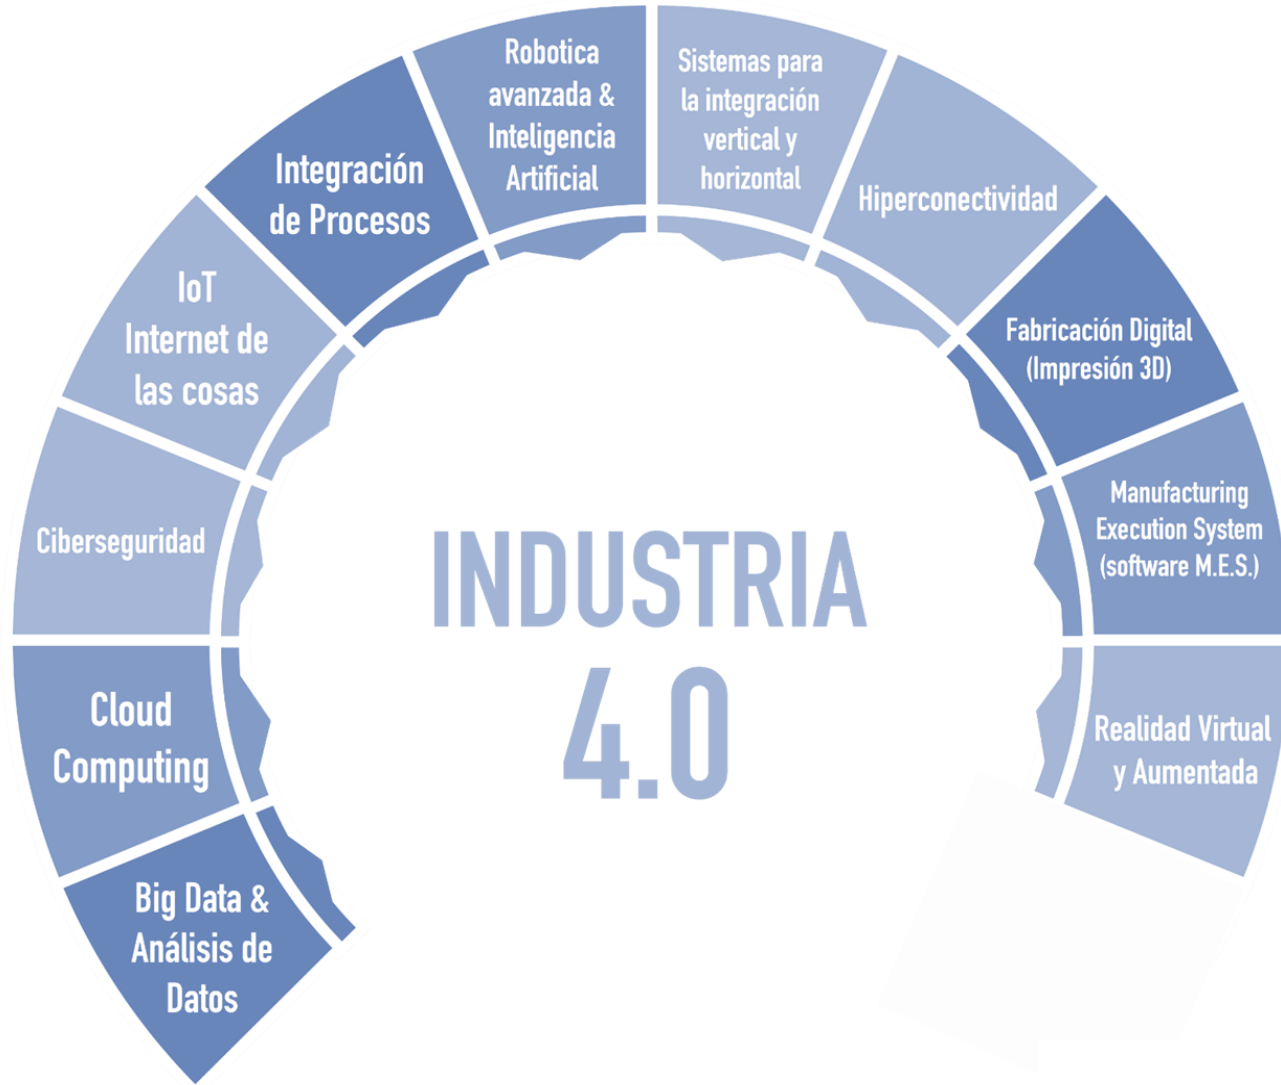 Robotica
avanzada &
Inteligencia
Artificial
Sistemas para
la integración
vertical y
horizontal
Integración
de Procesos
Hiperconectividad
IoT
Internet de
las cosas
Fabricación Digital
(Impresión 3D)
Ciberseguridad
Manufacturing
Execution System
(software M.E.S.)
INDUSTRIA
4.0
Cloud
Computing
Realidad Virtual
y Aumentada
Big Data &
Análisis de
Datos